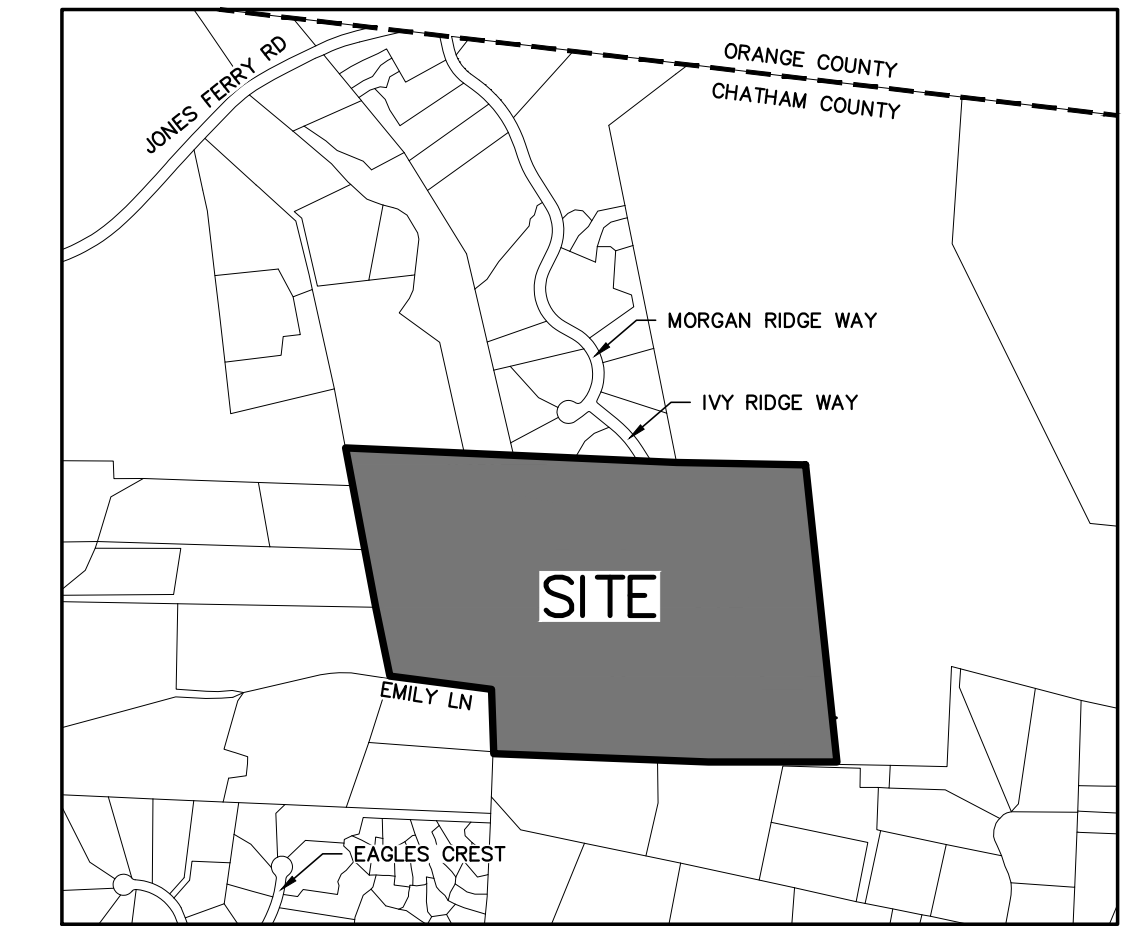 ORANGE COUNTY
CHATHAM COUNTY
JONES FERRY RD
MORGAN RIDGE WAY
IVY RIDGE WAY
SITE
EMILY LN
EAGLES CREST